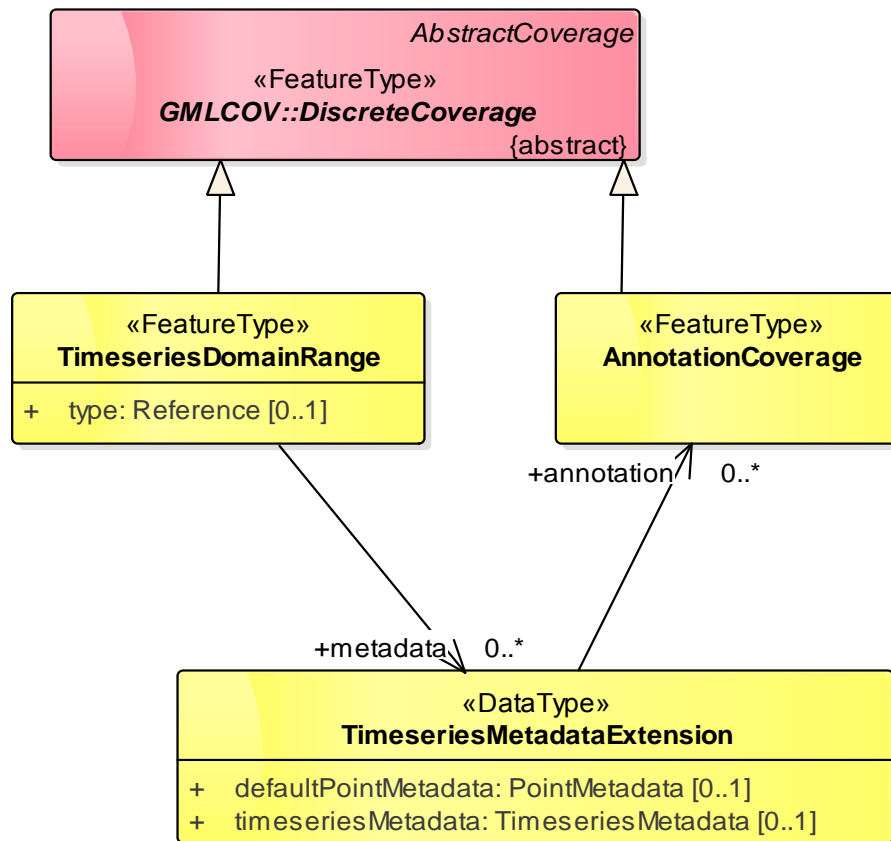 AbstractCoverage
«FeatureType»
GMLCOV::DiscreteCoverage
{abstract}
«FeatureType»
TimeseriesDomainRange
+ type: Reference [0..1]
«FeatureType»
AnnotationCoverage
+annotation 0..*
+metadata 0..*
«DataType»
TimeseriesMetadataExtension
+ defaultPointMetadata: PointMetadata [0..1]
+ timeseriesMetadata: TimeseriesMetadata [0..1]